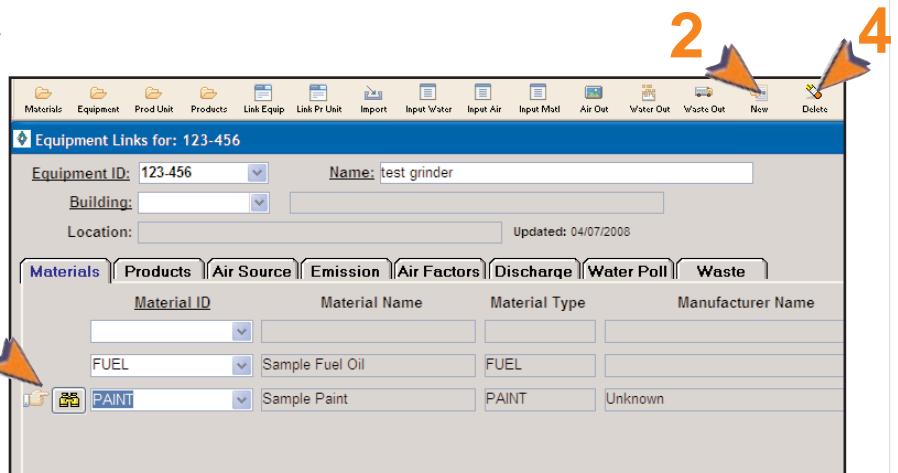 2 4
Materials Equipment Prod Unit Products Link Equip Link Pr Unit Import Input Water Input Air Input Matl Air Out Water Out Waste Out New Delete
Equipment Links for: 123-456
Equipment ID: 123-456 Name: test grinder
Building:
Location: Updated: 04/07/2008
Materials Products Air Source Emission Air Factors Discharge Water Poll Waste
Material ID Material Name Material Type Manufacturer Name
FUEL Sample Fuel Oil FUEL
PAINT Sample Paint PAINT Unknown